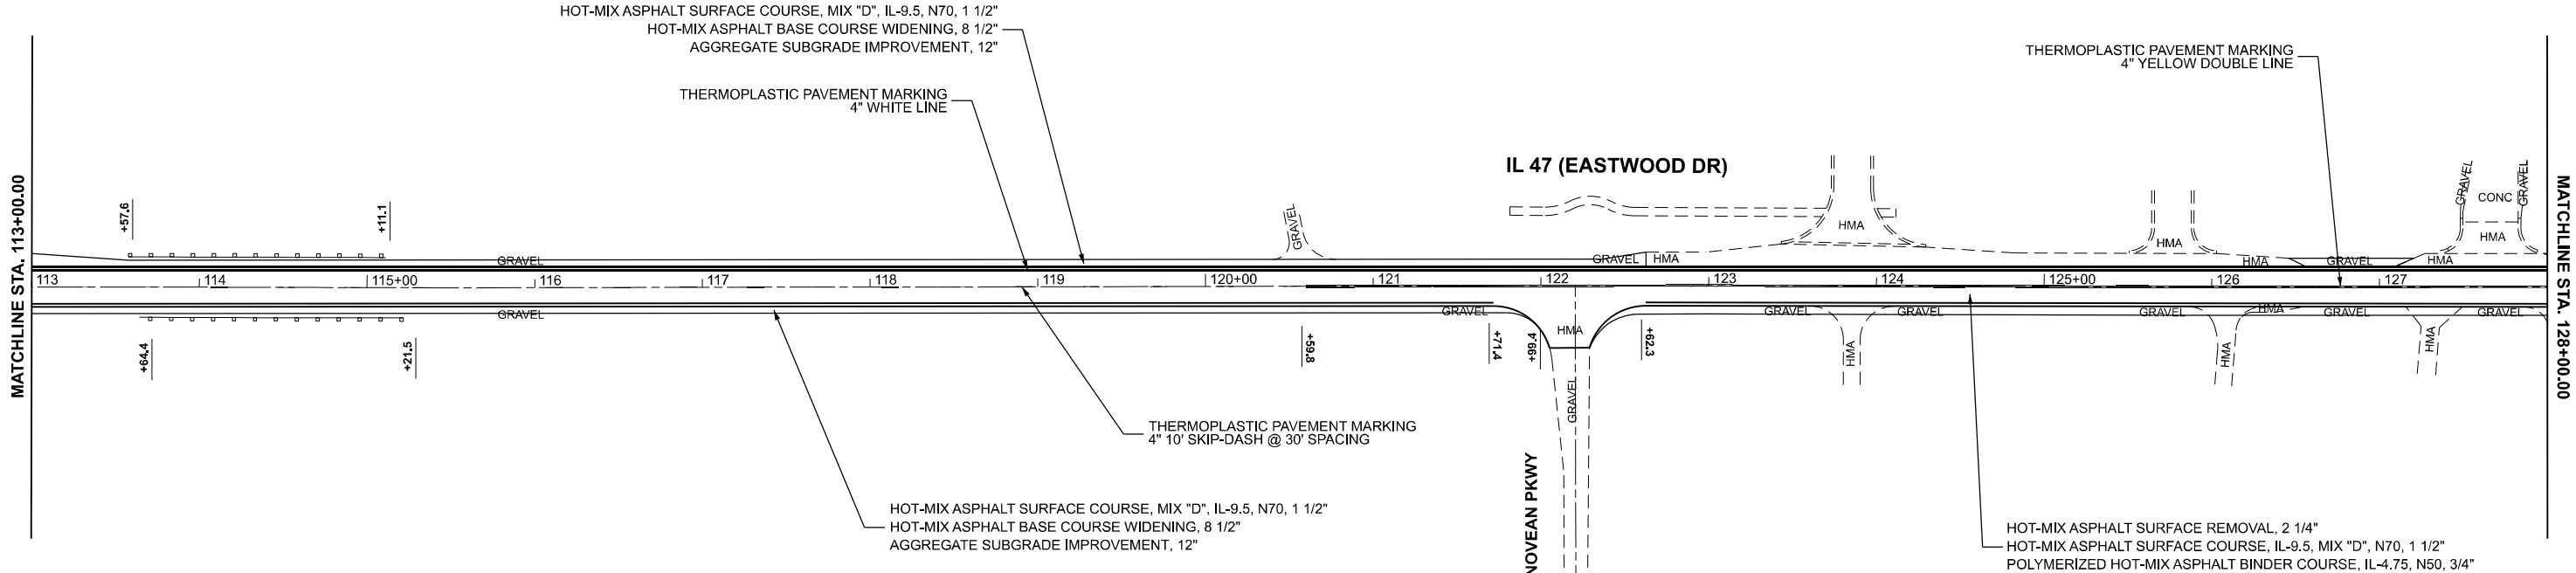 HOT-MIX ASPHALT SURFACE COURSE, MIX "D", IL-9.5, N70, 1 1/2"
HOT-MIX ASPHALT BASE COURSE WIDENING, 8 1/2"
AGGREGATE SUBGRADE IMPROVEMENT, 12"
THERMOPLASTIC PAVEMENT MARKING
4" WHITE LINE
THERMOPLASTIC PAVEMENT MARKING
4" YELLOW DOUBLE LINE
IL 47 (EASTWOOD DR)
MATCHLINE STA. 113+00.00
MATCHLINE STA. 128+00.00
+57.6
+11.1
GRAVEL
HMA
HMA
GRAVEL
CONC
GRAVEL
HMA
GRAVEL
GRAVEL
HMA
HMA
GRAVEL
HMA
113
114
115+00
116
117
118
119
120+00
121
122
123
124
125+00
126
127
GRAVEL
GRAVEL
HMA
GRAVEL
GRAVEL
GRAVEL
HMA
GRAVEL
GRAVEL
+64.4
+21.5
+59.8
+71.4
+99.4
+62.3
HMA
HMA
HMA
GRAVEL
THERMOPLASTIC PAVEMENT MARKING
4" 10' SKIP-DASH @ 30' SPACING
NOVEAN PKWY
HOT-MIX ASPHALT SURFACE COURSE, MIX "D", IL-9.5, N70, 1 1/2"
HOT-MIX ASPHALT BASE COURSE WIDENING, 8 1/2"
AGGREGATE SUBGRADE IMPROVEMENT, 12"
HOT-MIX ASPHALT SURFACE REMOVAL, 2 1/4"
HOT-MIX ASPHALT SURFACE COURSE, IL-9.5, MIX "D", N70, 1 1/2"
POLYMERIZED HOT-MIX ASPHALT BINDER COURSE, IL-4.75, N50, 3/4"